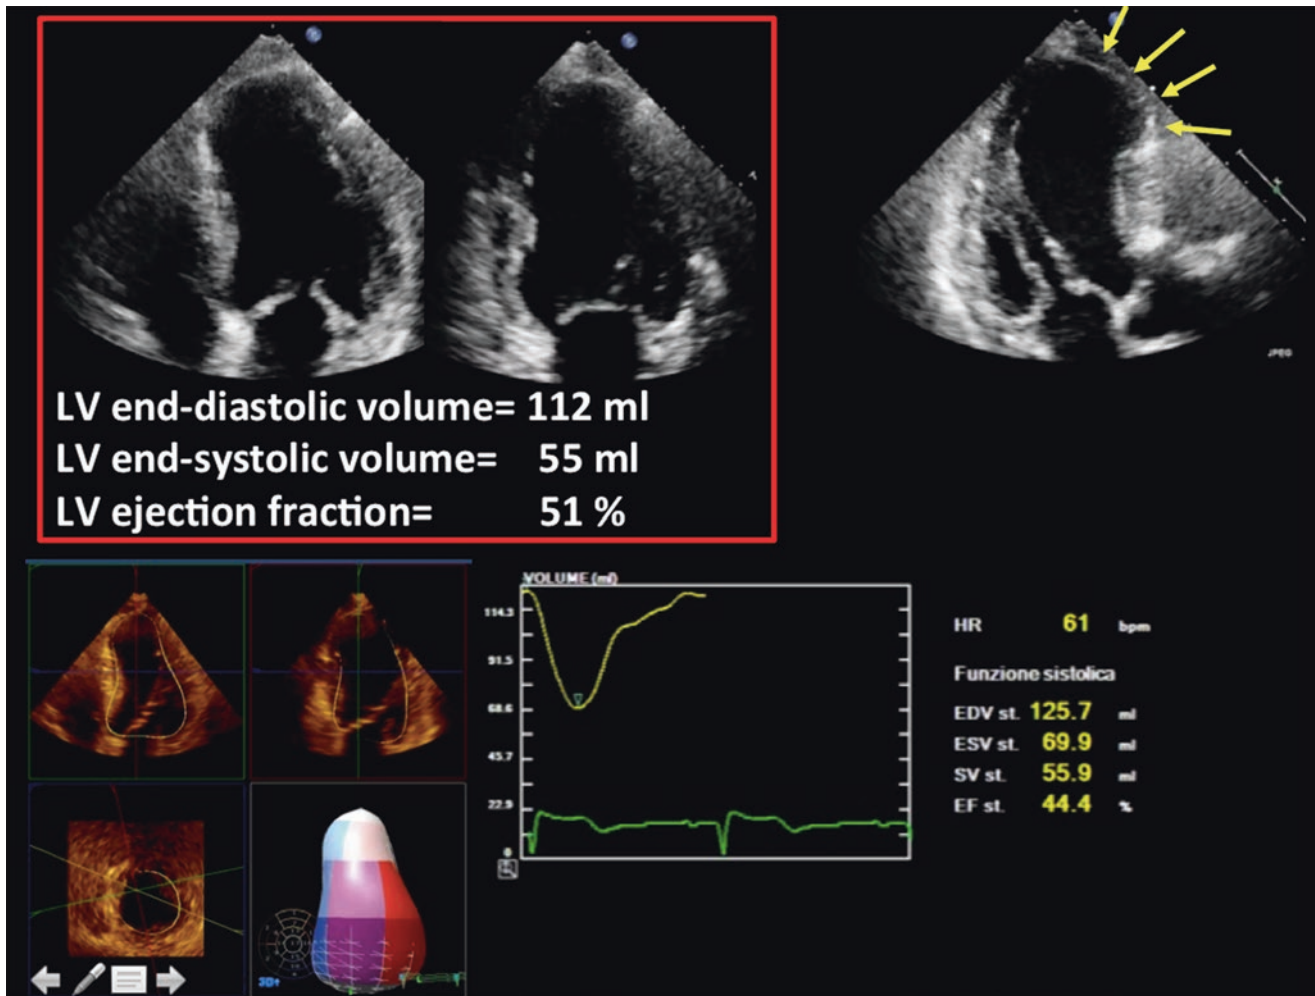 LV end-diastolic volume= 112 ml
LV end-systolic volume= 55 ml
LV ejection fraction= 51 %
JPEG
VOLUME (ml)
114.3
91.5
68.6
45.7
22.9
0
HR 61 bpm
Funzione sistolica
EDV st. 125.7 ml
ESV st. 69.9 ml
SV st. 55.9 ml
EF st. 44.4 %
3D↑